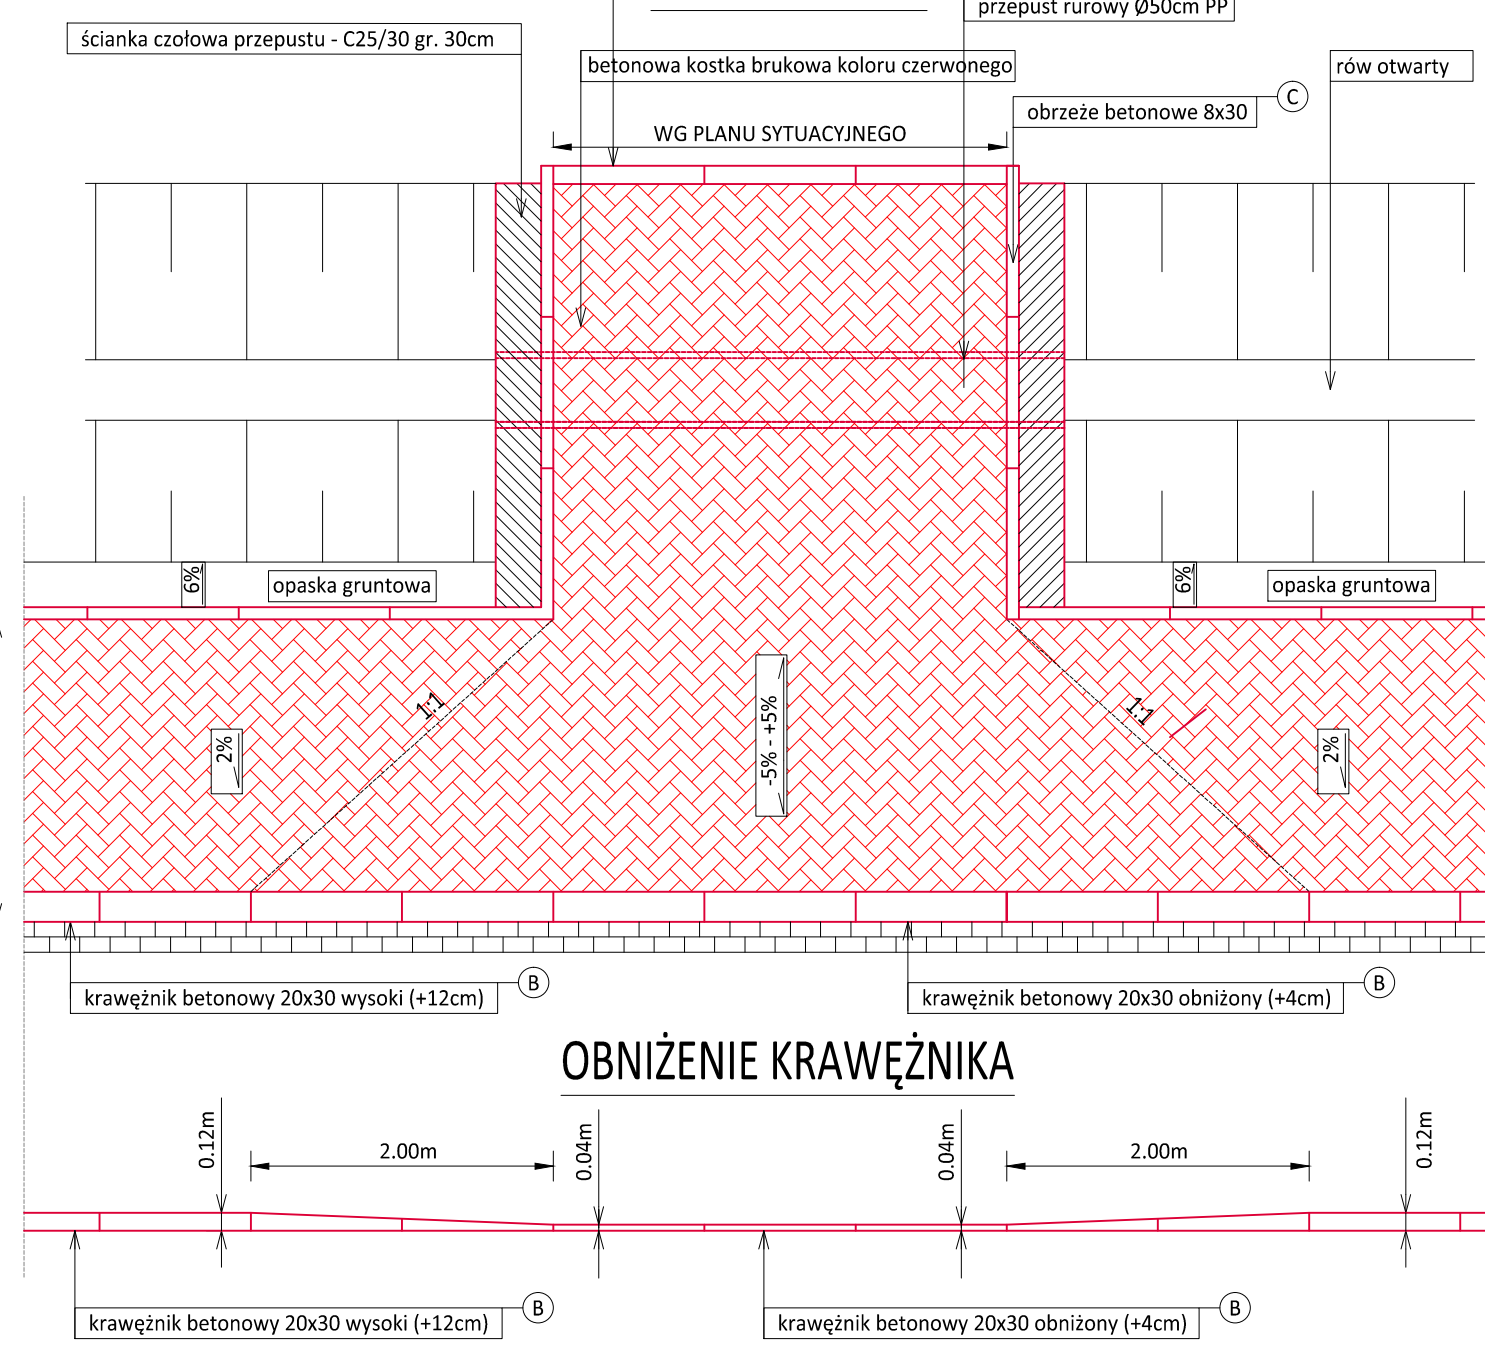 przepust rurowy Ø50cm PP
ścianka czołowa przepustu - C25/30 gr. 30cm
betonowa kostka brukowa koloru czerwonego
rów otwarty
C
obrzeże betonowe 8x30
WG PLANU SYTUACYJNEGO
6%
opaska gruntowa
6%
opaska gruntowa
1:1
1:1
2%
-5% - +5%
2%
B
krawężnik betonowy 20x30 wysoki (+12cm)
B
krawężnik betonowy 20x30 obniżony (+4cm)
OBNIŻENIE KRAWĘŻNIKA
0.12m
2.00m
0.04m
0.04m
2.00m
0.12m
B
krawężnik betonowy 20x30 wysoki (+12cm)
B
krawężnik betonowy 20x30 obniżony (+4cm)